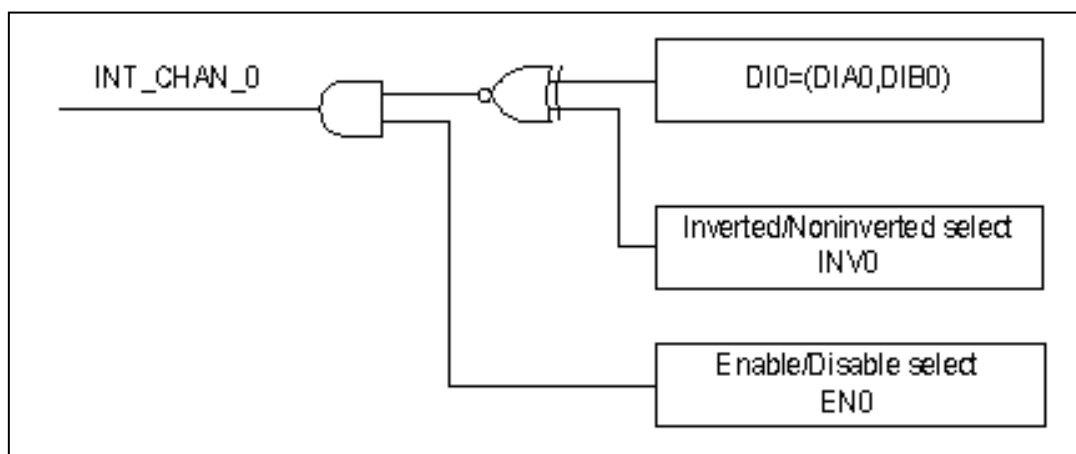 INT_CHAN_0
DI0=(DIA0,DIB0)
Inverted/Noninverted select
INV0
Enable/Disable select
EN0